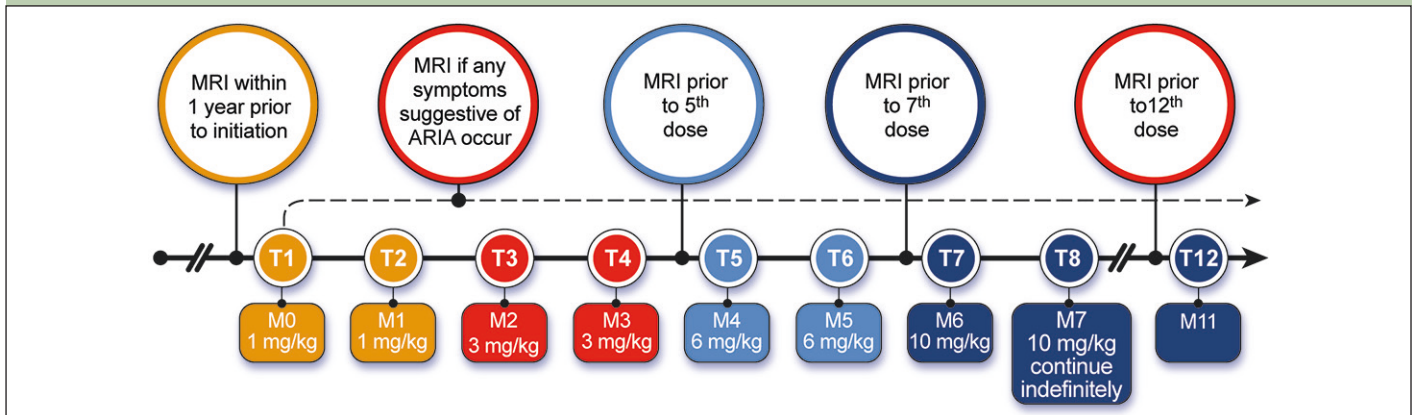 MRI within
1 year prior
to initiation
MRI if any
symptoms
suggestive of
ARIA occur
MRI prior
to 5th
dose
MRI prior
to 7th
dose
MRI prior
to12th
dose
T1
T2
T3
T4
T5
T6
T7
T8
T12
M0
1 mg/kg
M1
1 mg/kg
M2
3 mg/kg
M3
3 mg/kg
M4
6 mg/kg
M5
6 mg/kg
M6
10 mg/kg
M7
10 mg/kg
continue
indefinitely
M11